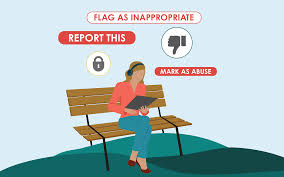 FLAG AS INAPPROPRIATE
REPORT THIS
MARK AS ABUSE